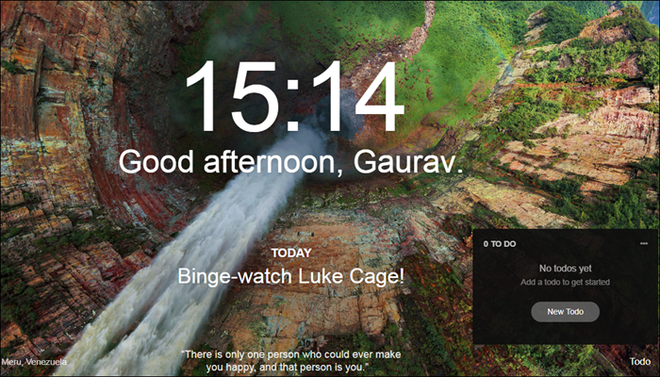 15:14
Good afternoon, Gaurav.
TODAY
Binge-watch Luke Cage!
0 TO DO
No todos yet
Add a todo to get started
New Todo
Meru, Venezuela
"There is only one person who could ever make
you happy, and that person is you."
Todo